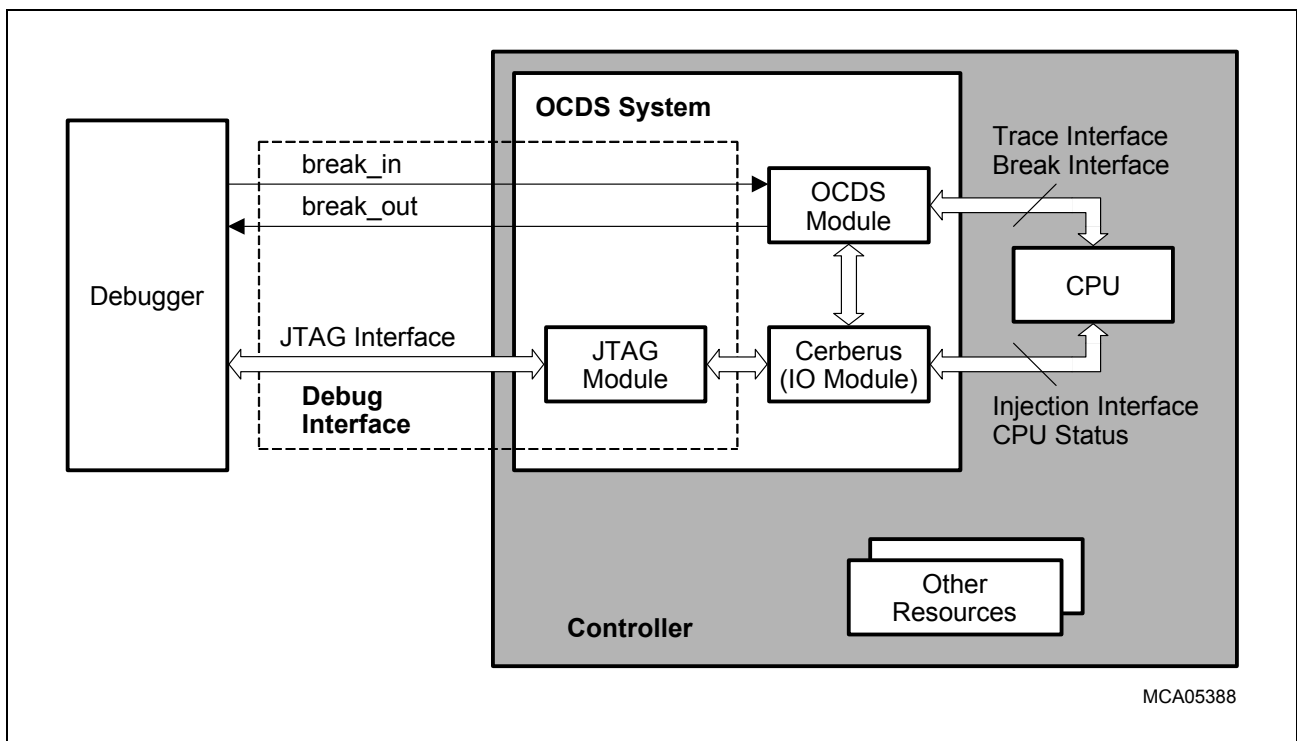 OCDS System
Trace Interface
Break Interface
break_in
break_out
OCDS
Module
Debugger
CPU
JTAG Interface
JTAG
Module
Cerberus
(IO Module)
Debug
Interface
Injection Interface
CPU Status
Other
Resources
Controller
MCA05388